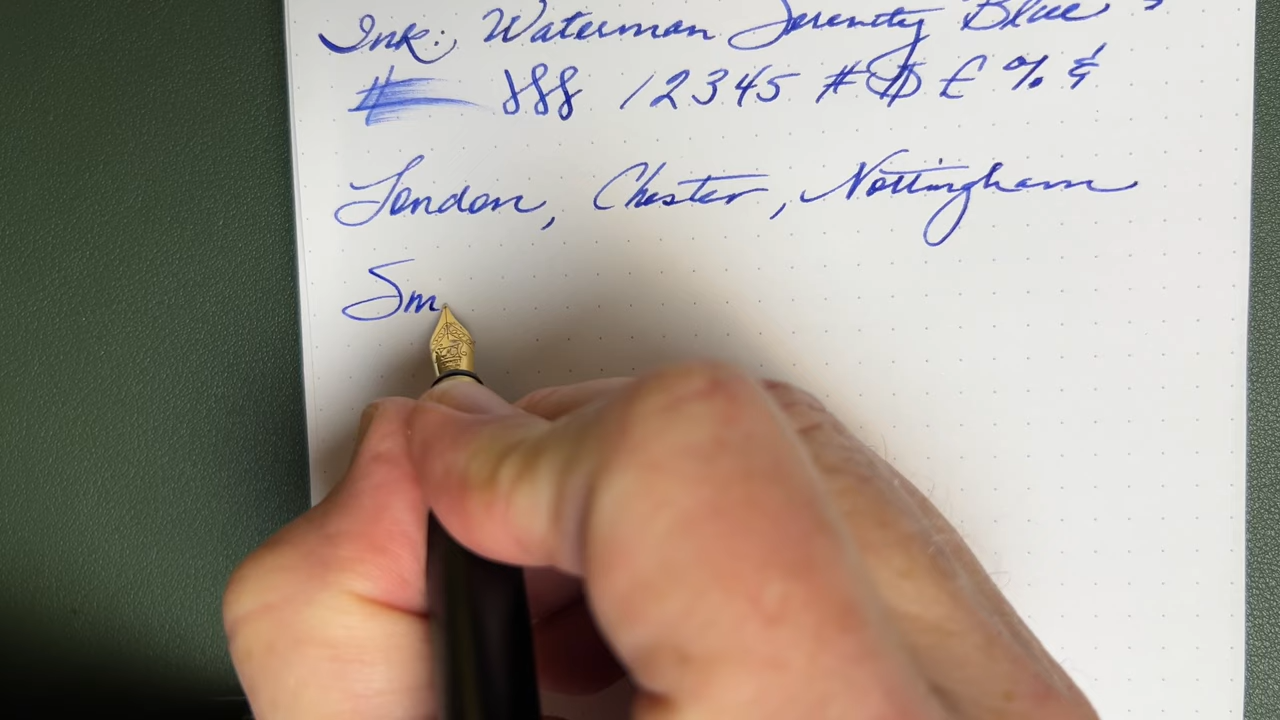 Ink: Waterman Serenity Blue
# 888 12345 # $ £ % &
London, Chester, Nottingham
Sm